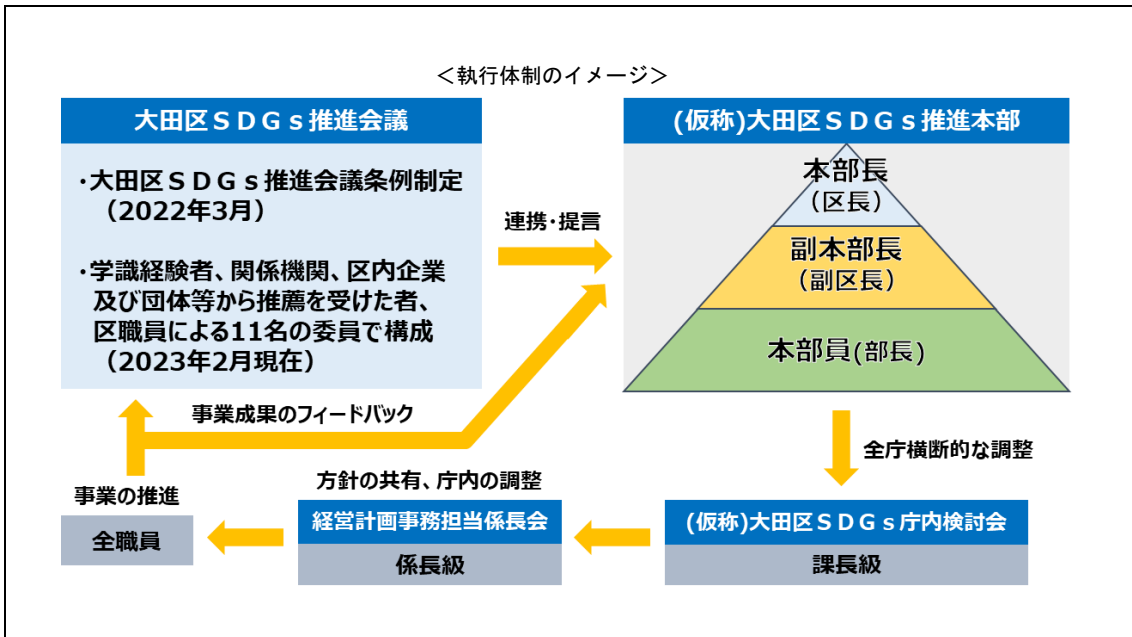 ＜執行体制のイメージ＞
大田区ＳＤＧｓ推進会議
・大田区ＳＤＧｓ推進会議条例制定
（2022年3月）
・学識経験者、関係機関、区内企業
及び団体等から推薦を受けた者、
区職員による11名の委員で構成
（2023年2月現在）
連携・提言
(仮称)大田区ＳＤＧｓ推進本部
本部長
（区長）
副本部長
（副区長）
本部員(部長)
事業成果のフィードバック
全庁横断的な調整
方針の共有、庁内の調整
事業の推進
全職員
経営計画事務担当係長会
係長級
(仮称)大田区ＳＤＧｓ庁内検討会
課長級